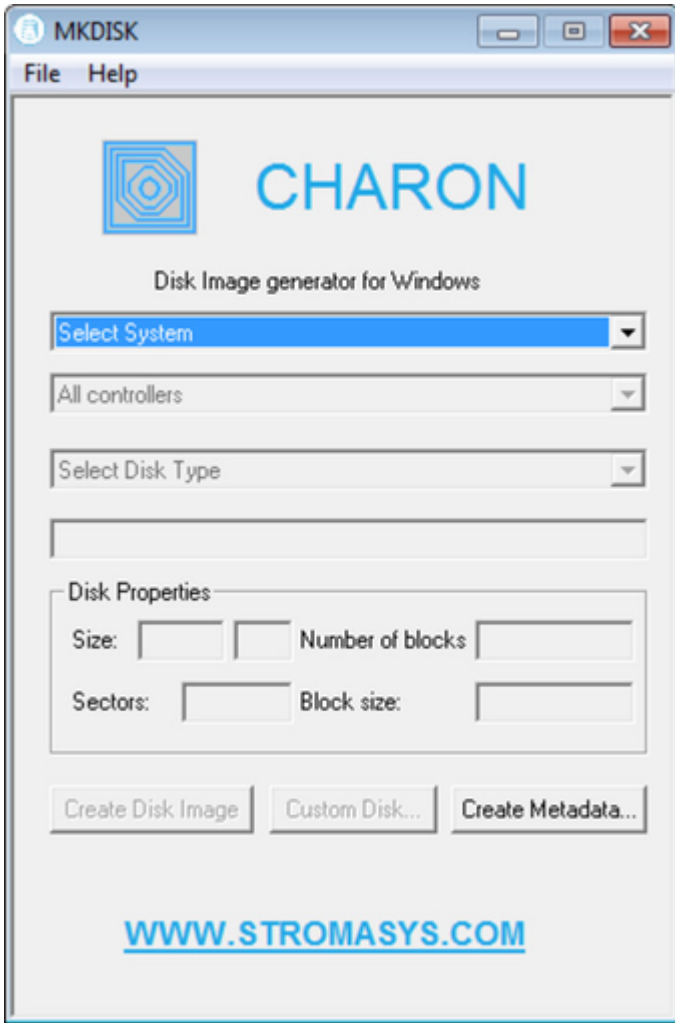 MKDISK
File Help
CHARON
Disk Image generator for Windows
Select System
All controllers
Select Disk Type
Disk Properties
Size: Number of blocks
Sectors: Block size:
Create Disk Image Custom Disk... Create Metadata...
WWW.STROMASYS.COM